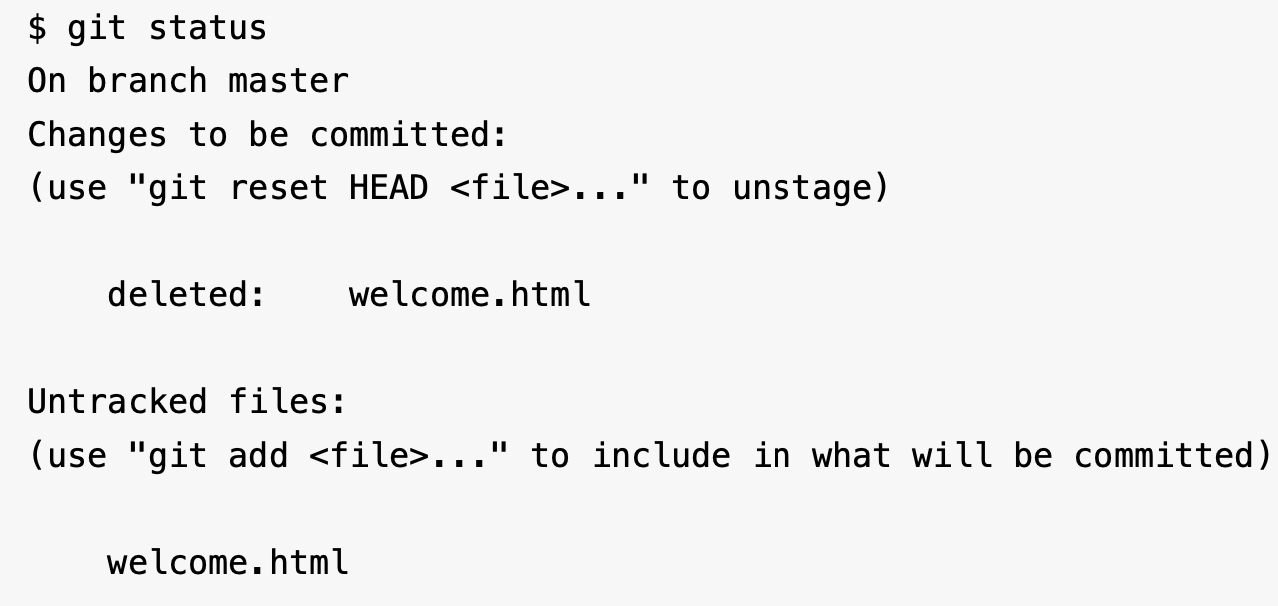 $ git status
On branch master
Changes to be committed:
(use "git reset HEAD <file>..." to unstage)
deleted:    welcome.html
Untracked files:
(use "git add <file>..." to include in what will be committed)
welcome.html